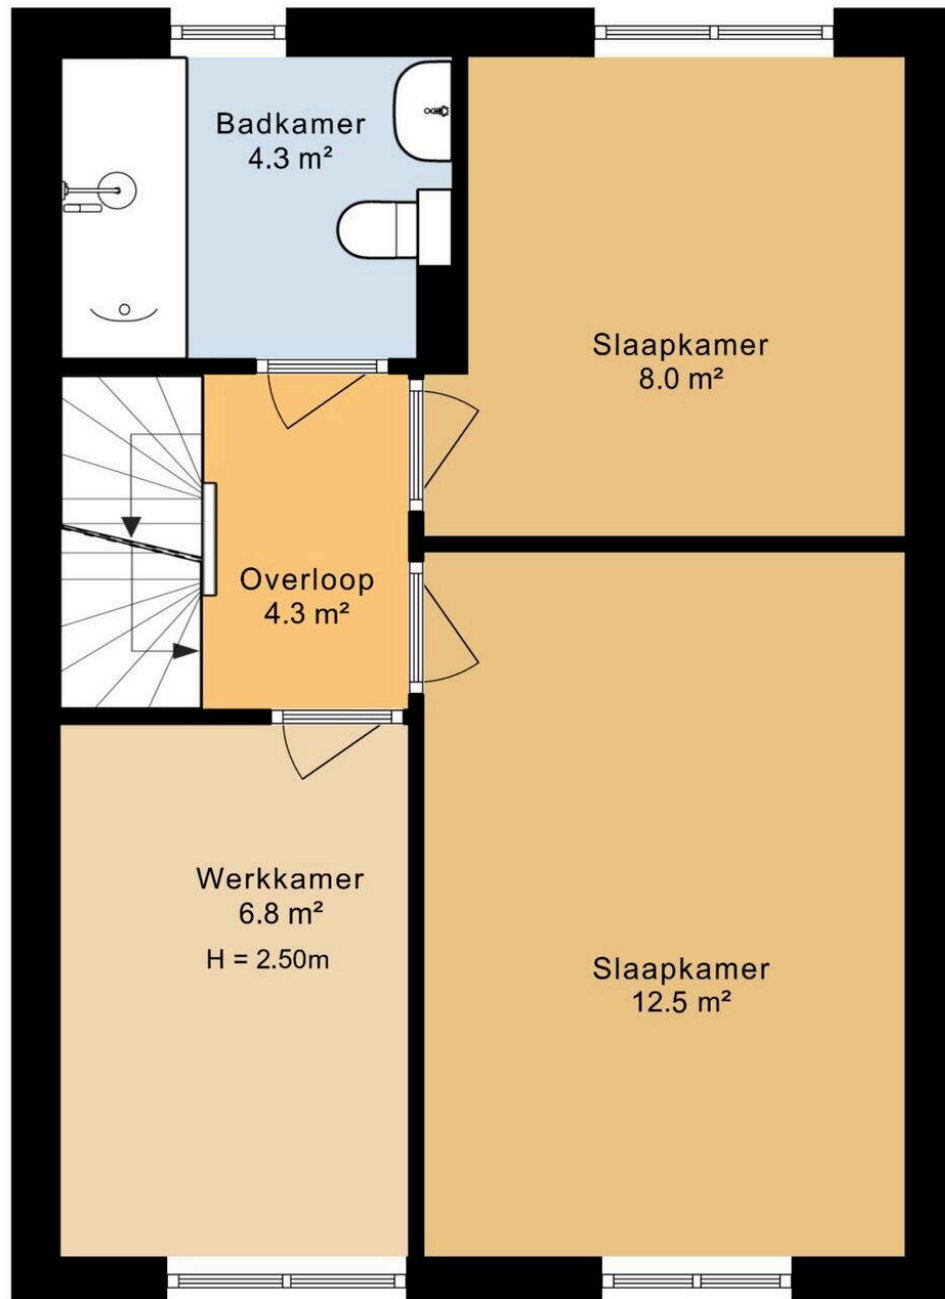 Badkamer
4.3 m²
Slaapkamer
8.0 m²
Overloop
4.3 m²
Werkkamer
6.8 m²
H = 2.50m
Slaapkamer
12.5 m²